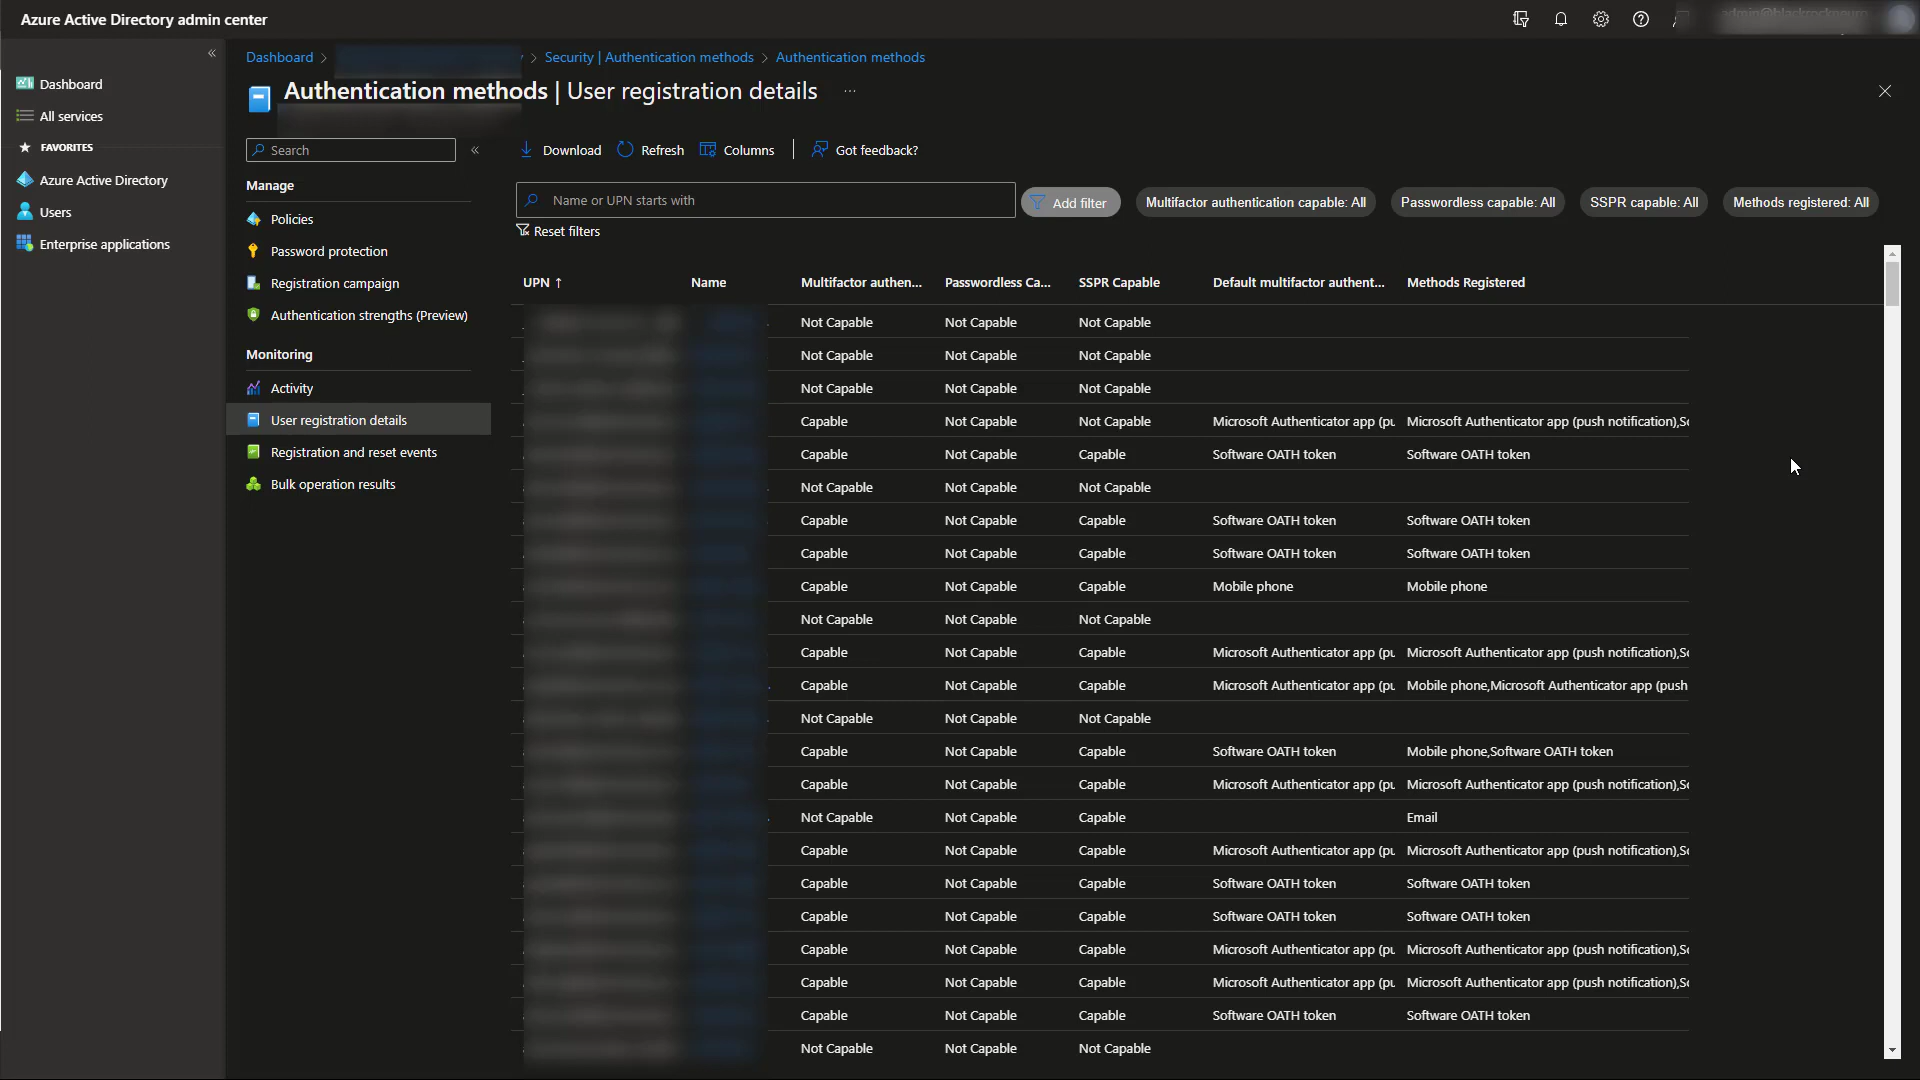 Azure Active Directory admin center
Dashboard
All services
FAVORITES
Azure Active Directory
Users
Enterprise applications
Dashboard > > Security | Authentication methods > Authentication methods
Authentication methods | User registration details ...
Search
Manage
Policies
Password protection
Registration campaign
Authentication strengths (Preview)
Monitoring
Activity
User registration details
Registration and reset events
Bulk operation results
Download Refresh Columns | Got feedback?
Name or UPN starts with Add filter Multifactor authentication capable: All Passwordless capable: All SSPR capable: All Methods registered: All
Reset filters
UPN ↑ Name Multifactor authen... Passwordless Ca... SSPR Capable Default multifactor authent... Methods Registered
Not Capable Not Capable Not Capable
Not Capable Not Capable Not Capable
Not Capable Not Capable Not Capable
Capable Not Capable Not Capable Microsoft Authenticator app (pu Microsoft Authenticator app (push notification),So
Capable Not Capable Capable Software OATH token Software OATH token
Not Capable Not Capable Not Capable
Capable Not Capable Capable Software OATH token Software OATH token
Capable Not Capable Capable Software OATH token Software OATH token
Capable Not Capable Capable Mobile phone Mobile phone
Not Capable Not Capable Not Capable
Capable Not Capable Capable Microsoft Authenticator app (pu Microsoft Authenticator app (push notification),So
Capable Not Capable Capable Microsoft Authenticator app (pu Mobile phone,Microsoft Authenticator app (push
Not Capable Not Capable Not Capable
Capable Not Capable Capable Software OATH token Mobile phone,Software OATH token
Capable Not Capable Capable Microsoft Authenticator app (pu Microsoft Authenticator app (push notification),So
Not Capable Not Capable Capable Email
Capable Not Capable Capable Microsoft Authenticator app (pu Microsoft Authenticator app (push notification),So
Capable Not Capable Capable Software OATH token Software OATH token
Capable Not Capable Capable Software OATH token Software OATH token
Capable Not Capable Capable Microsoft Authenticator app (pu Microsoft Authenticator app (push notification),So
Capable Not Capable Capable Microsoft Authenticator app (pu Microsoft Authenticator app (push notification),So
Capable Not Capable Capable Software OATH token Software OATH token
Not Capable Not Capable Not Capable